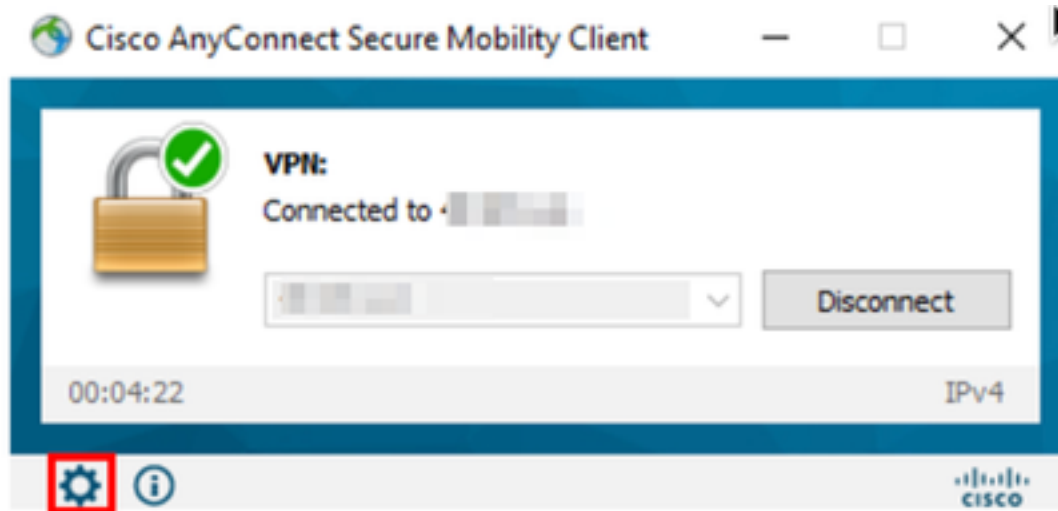 Cisco AnyConnect Secure Mobility Client
VPN:
Connected to
Disconnect
00:04:22
IPv4
CISCO